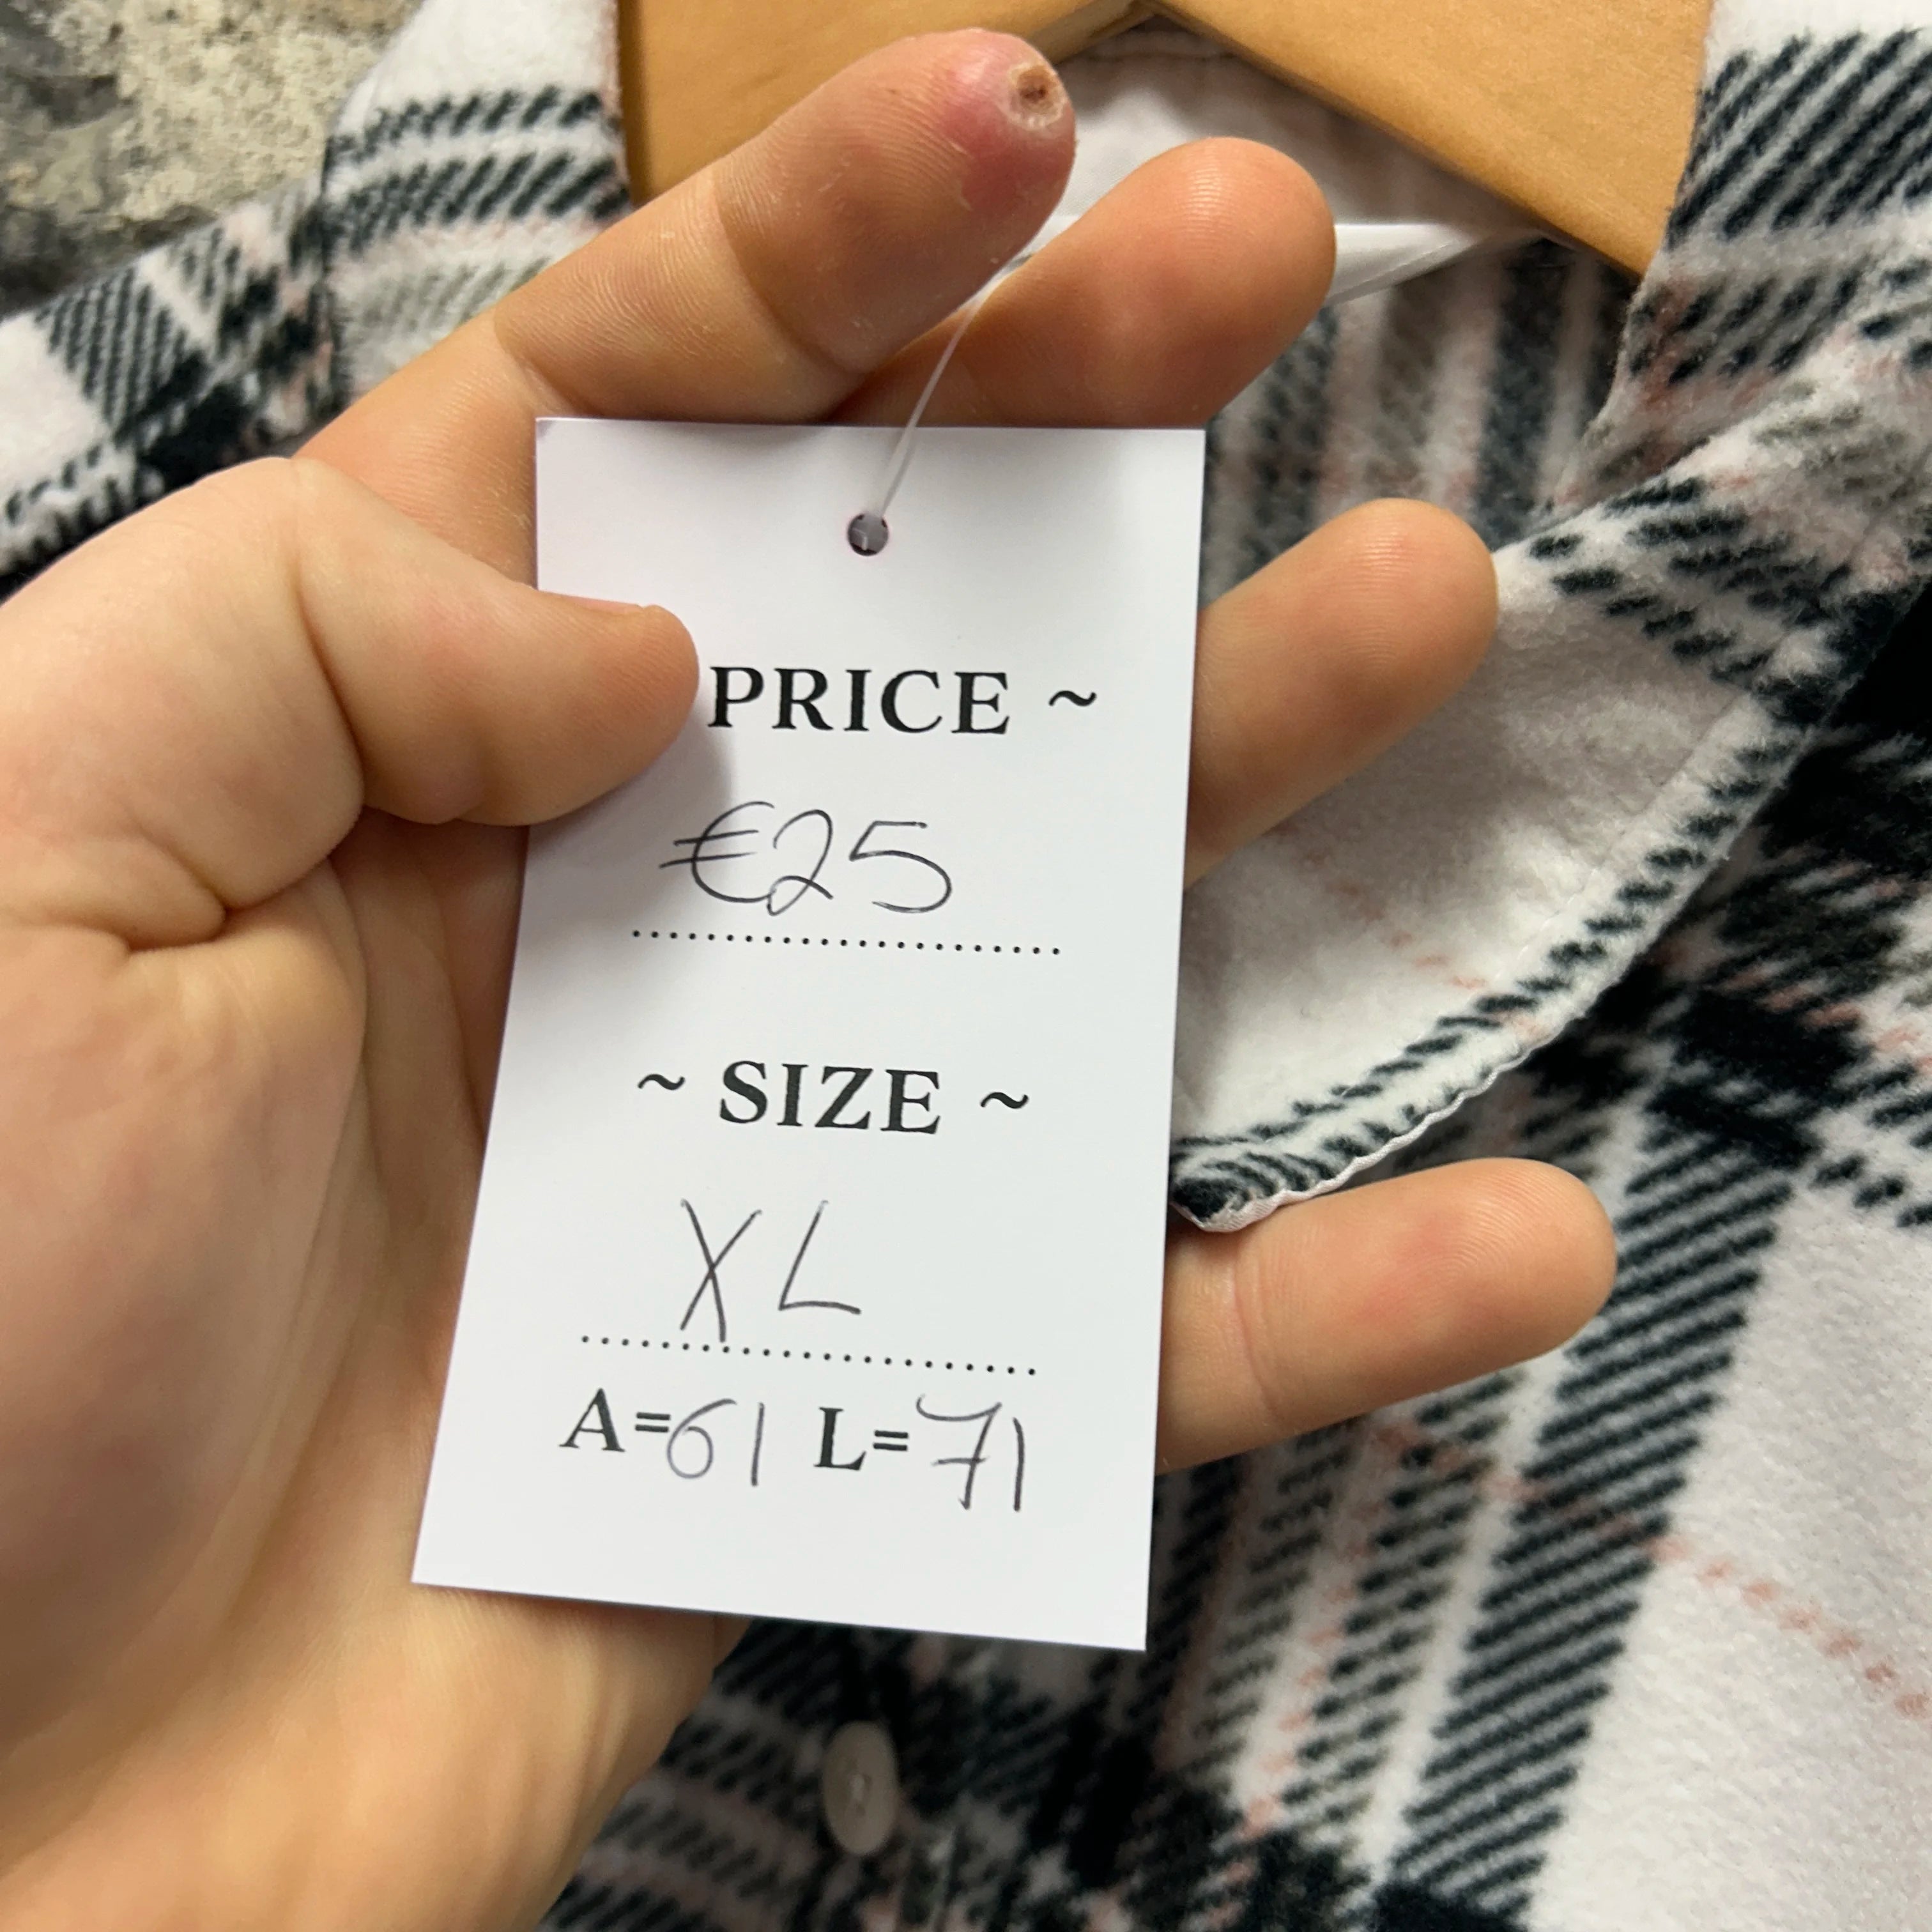 PRICE ~
€25
~ SIZE ~
XL
A=61 L=71